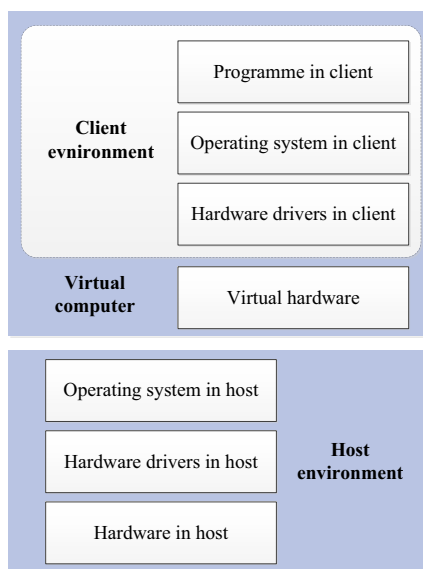 Programme in client
Client
evnironment
Operating system in client
Hardware drivers in client
Virtual
computer
Virtual hardware
Operating system in host
Hardware drivers in host
Host
environment
Hardware in host